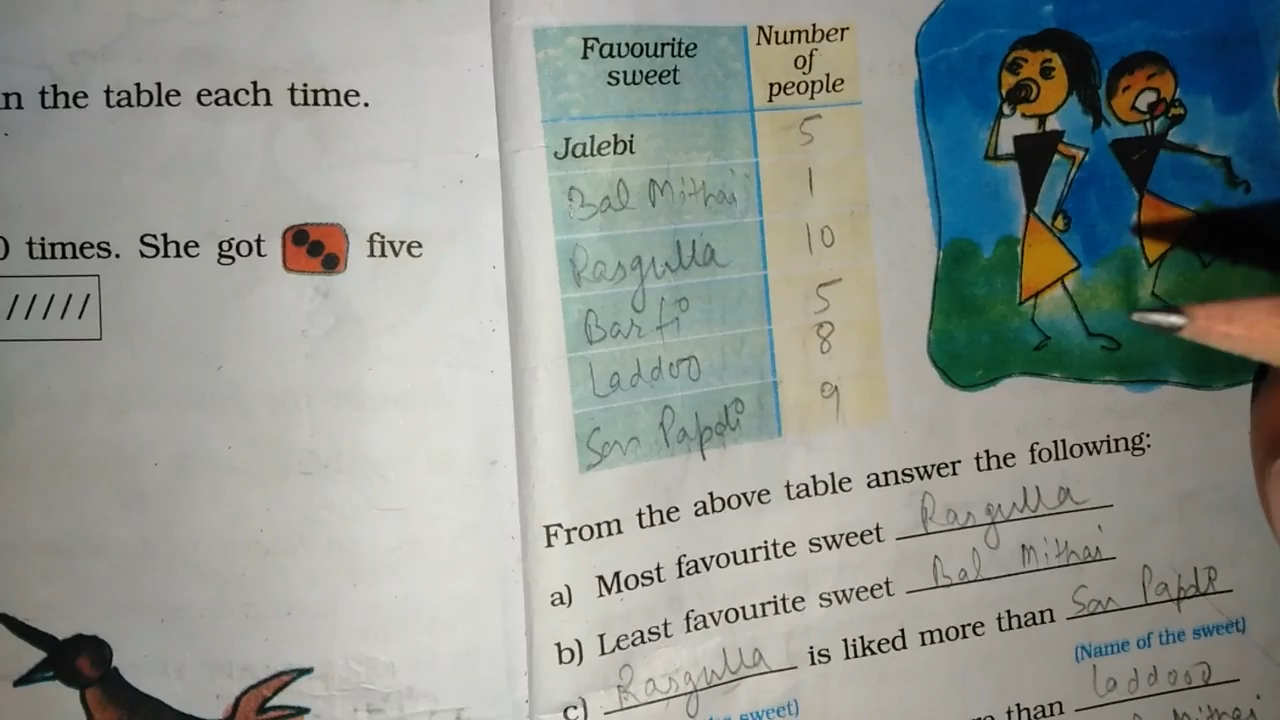 n the table each time.
times. She got five
/////
Favourite sweet
Number of people
Jalebi 5
Bal Mithai 1
Rasgulla 10
Barfi 5
Laddoo 8
Son Papdi 9
From the above table answer the following:
a) Most favourite sweet Rasgulla
b) Least favourite sweet Bal Mithai
c) Rasgulla is liked more than Son Papdi
(Name of the sweet)
sweet)
than laddoo